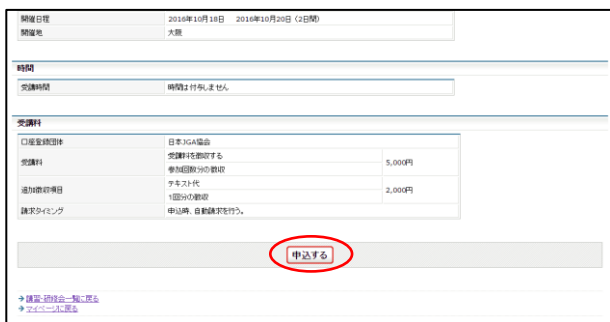 開催日程 2016年10月18日 2016年10月20日（2日間）
開催地 大阪
時間
受講時間 時間は付与しません
受講料
口座登録団体 日本JGA協会
受講料 受講料を徴収する 5,000円
参加回数分の徴収
追加徴収項目 テキスト代 2,000円
1回分の徴収
請求タイミング 申込時、自動請求を行う。
申込する
➔講習・研修会一覧に戻る
➔マイページに戻る